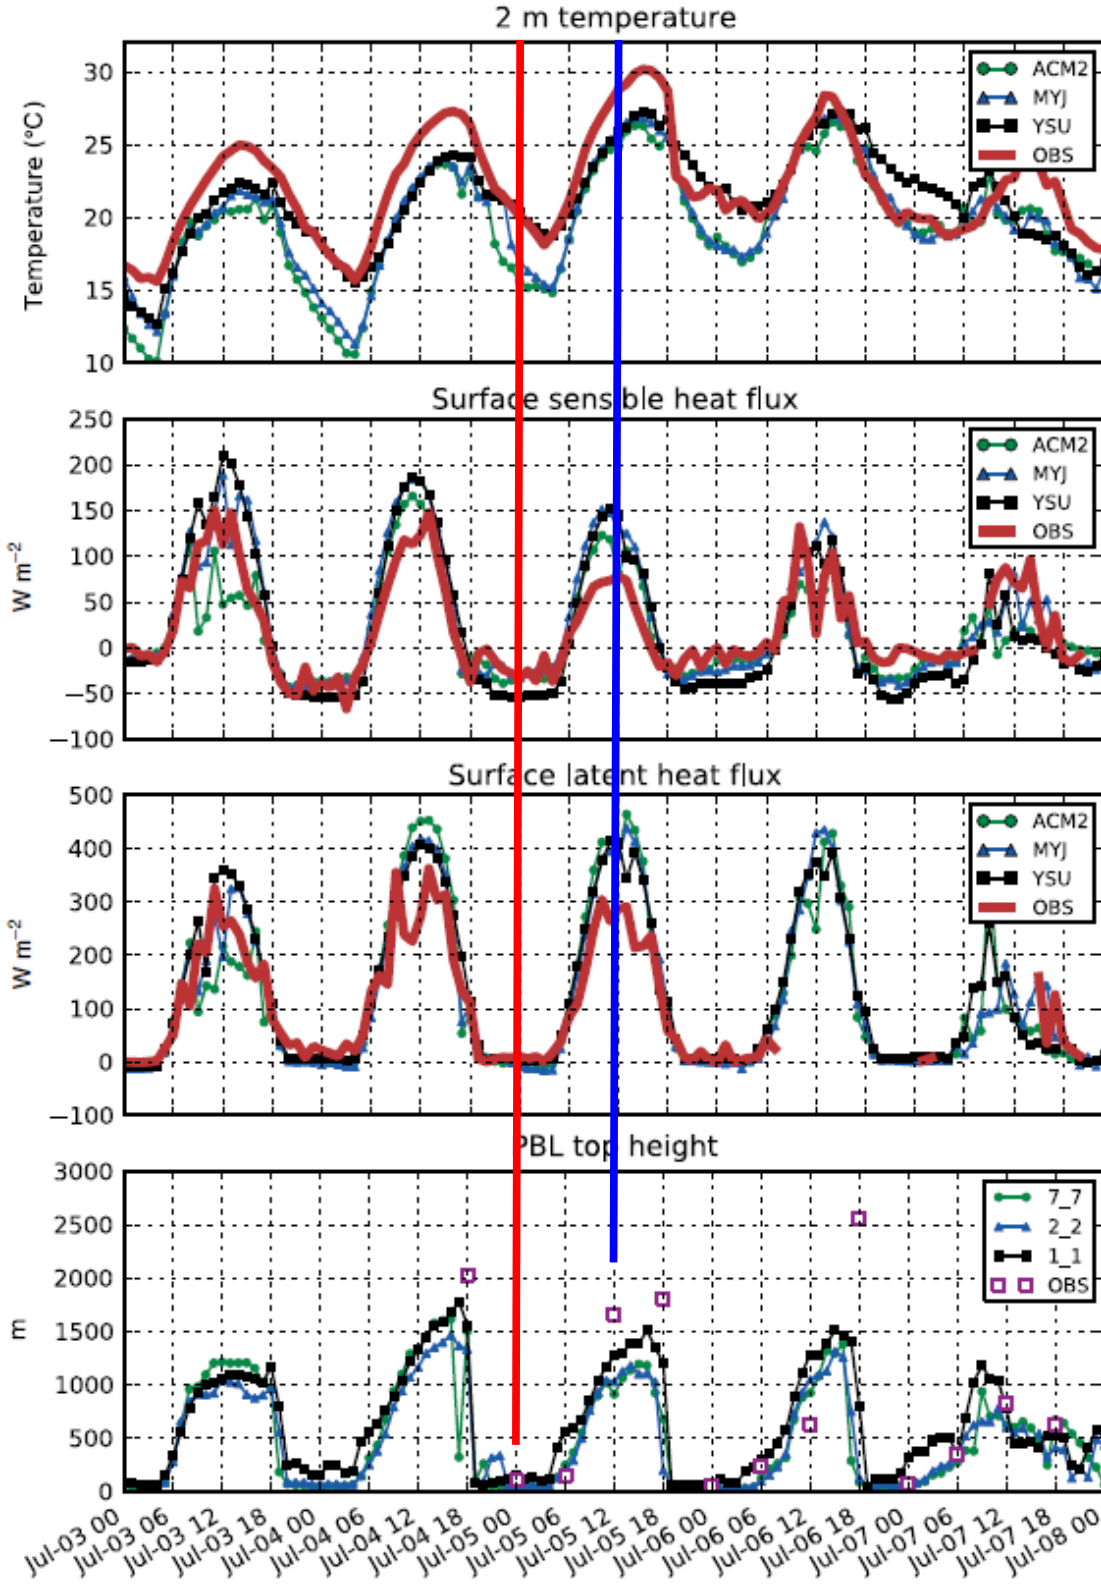 2 m temperature
Temperature (°C)
30
25
20
15
10
ACM2
MYJ
YSU
OBS
Surface sensible heat flux
W m⁻²
250
200
150
100
50
0
−50
−100
ACM2
MYJ
YSU
OBS
Surface latent heat flux
W m⁻²
500
400
300
200
100
0
−100
ACM2
MYJ
YSU
OBS
PBL top height
m
3000
2500
2000
1500
1000
500
0
7_7
2_2
1_1
OBS
Jul-03 00
Jul-03 06
Jul-03 12
Jul-03 18
Jul-04 00
Jul-04 06
Jul-04 12
Jul-04 18
Jul-05 00
Jul-05 06
Jul-05 12
Jul-05 18
Jul-06 00
Jul-06 06
Jul-06 12
Jul-06 18
Jul-07 00
Jul-07 06
Jul-07 12
Jul-07 18
Jul-08 00